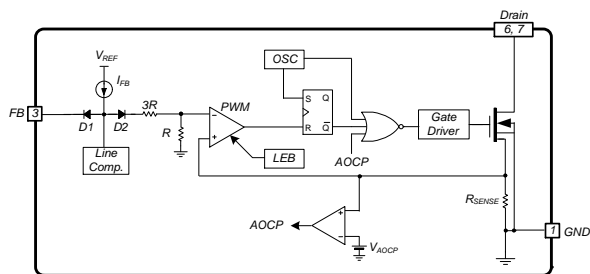 Drain
6, 7
VREF
IFB
OSC
FB 3
3R
PWM
S Q
R Q
D1 D2
R
Line
Comp.
LEB
Gate
Driver
AOCP
RSENSE
AOCP
VAOCP
1 GND